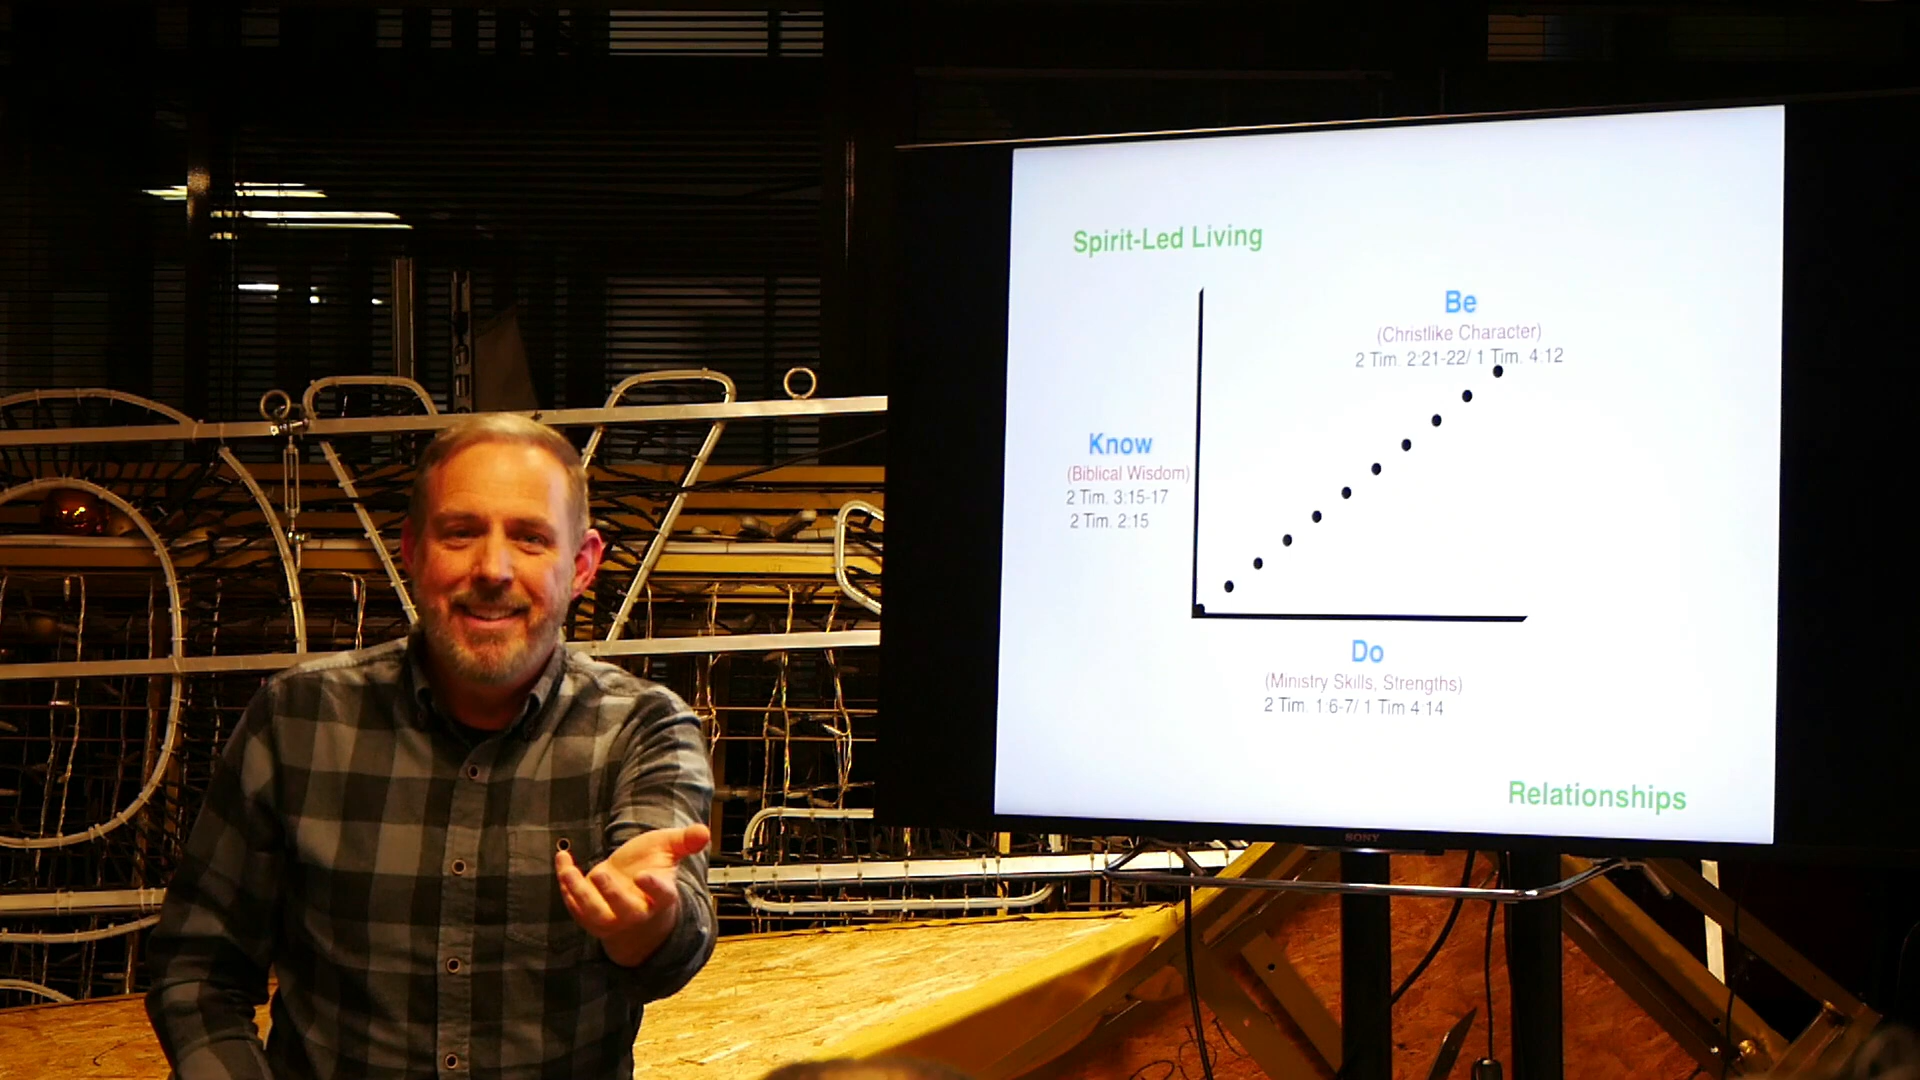 Spirit-Led Living
Be
(Christlike Character)
2 Tim. 2:21-22/ 1 Tim. 4:12
Know
(Biblical Wisdom)
2 Tim. 3:15-17
2 Tim. 2:15
Do
(Ministry Skills, Strengths)
2 Tim. 1:6-7/ 1 Tim 4:14
Relationships
SONY